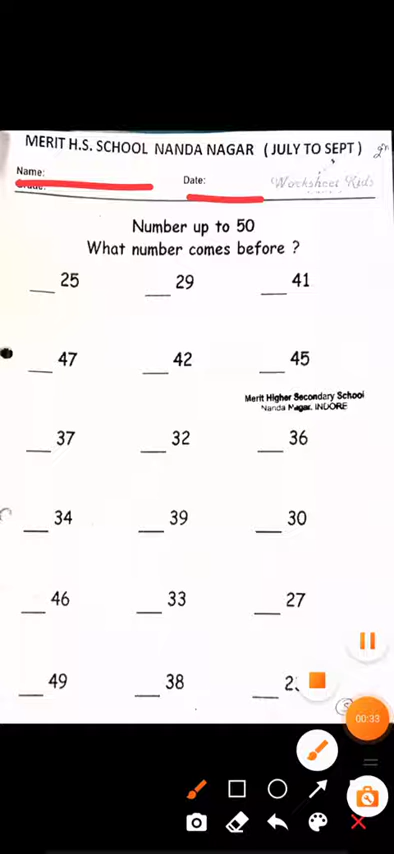 MERIT H.S. SCHOOL NANDA NAGAR ( JULY TO SEPT )
Name:
Date:
Worksheet Kids
Number up to 50
What number comes before ?
__ 25 __ 29 __ 41
__ 47 __ 42 __ 45
Merit Higher Secondary School
Nanda Nagar, INDORE
__ 37 __ 32 __ 36
__ 34 __ 39 __ 30
__ 46 __ 33 __ 27
__ 49 __ 38 __
00:33